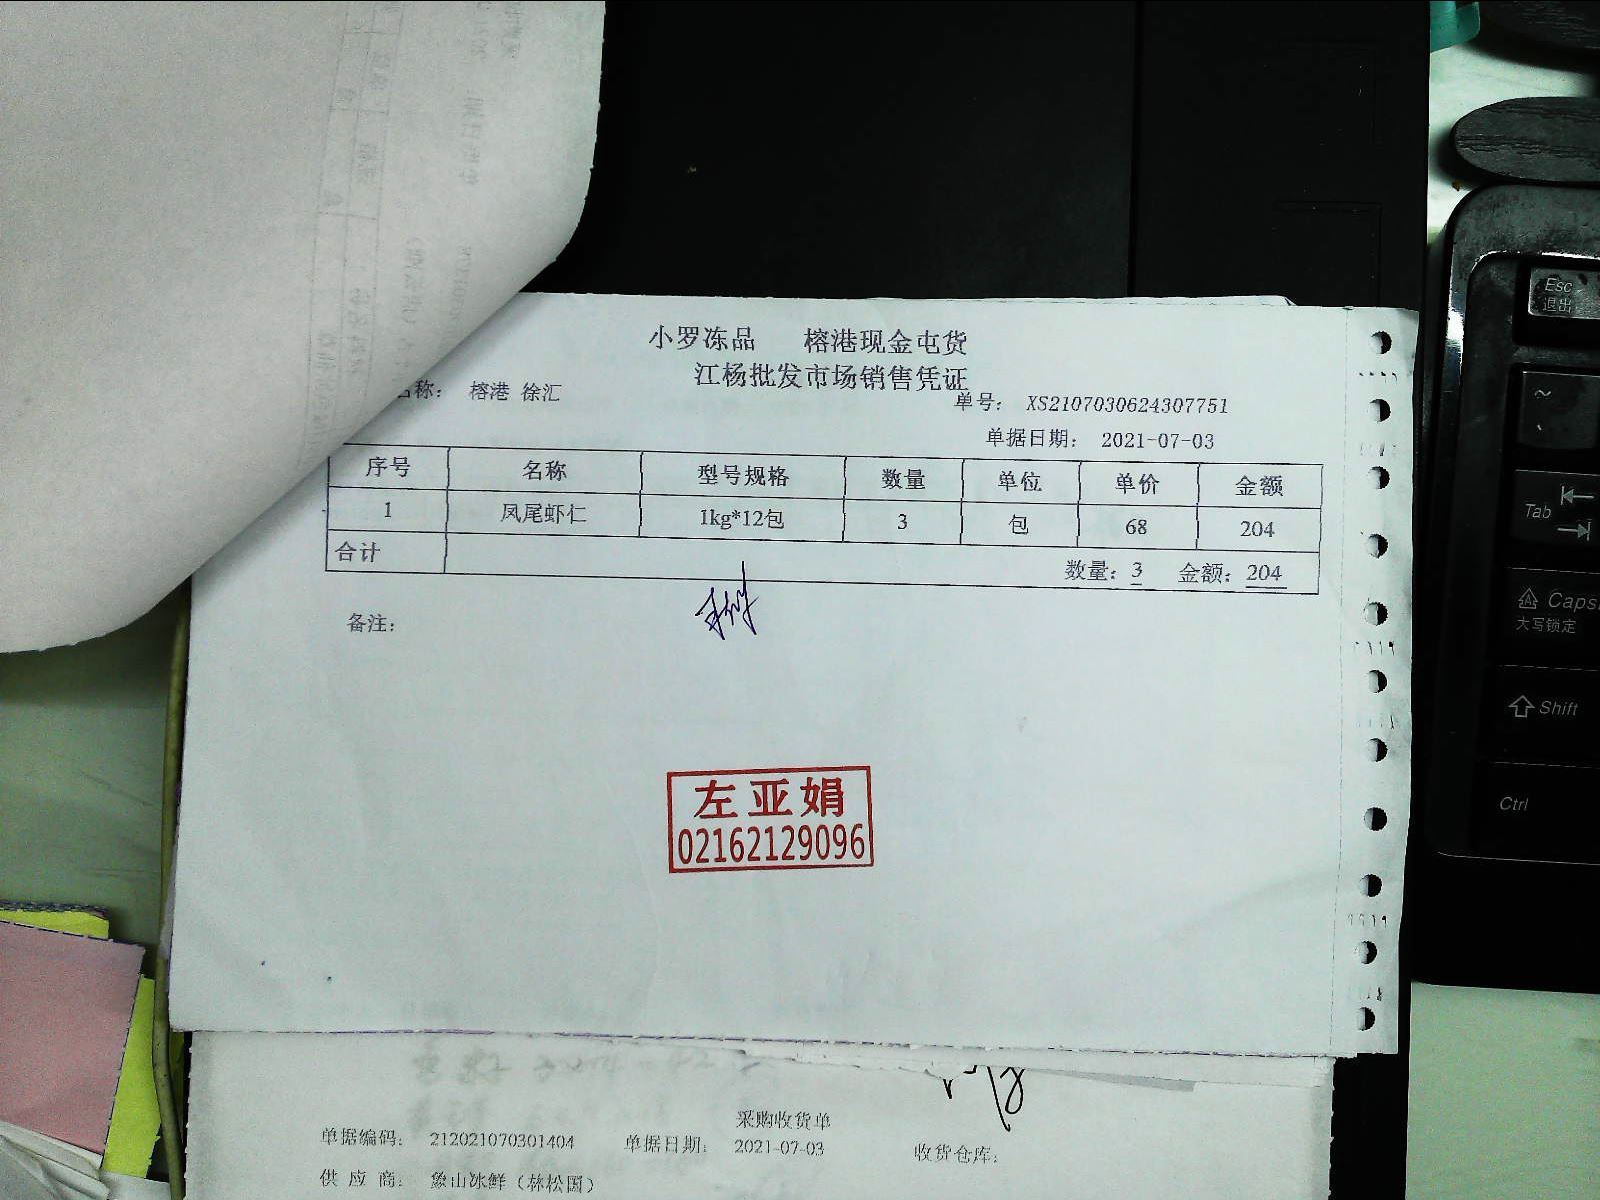 小罗冻品 榕港现金屯货
江杨批发市场销售凭证
名称： 榕港 徐汇
单号： XS2107030624307751
单据日期： 2021-07-03
序号 名称 型号规格 数量 单位 单价 金额
1 凤尾虾仁 1kg*12包 3 包 68 204
合计 数量：3 金额：204
备注：
左亚娟
02162129096
采购收货单
单据编码： 212021070301404 单据日期： 2021-07-03 收货仓库：
供 应 商： 象山冰鲜（林松国）
Esc
退出
~
Tab
Caps
大写锁定
Shift
Ctrl